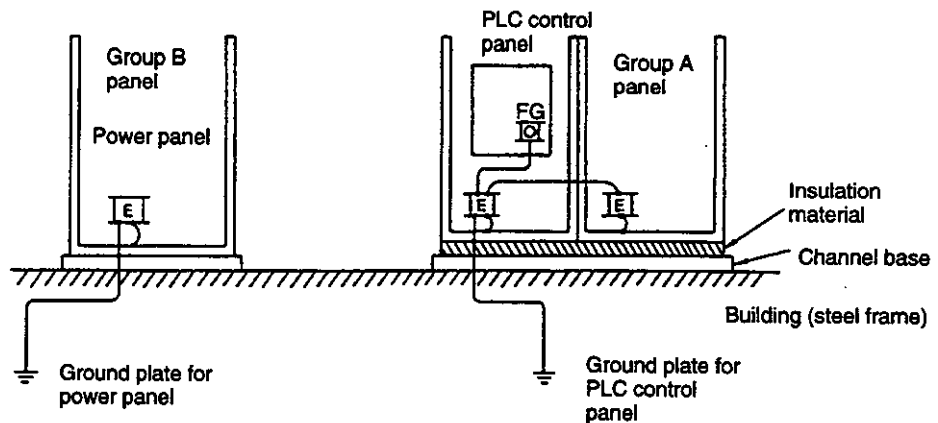 PLC control
panel
Group B
panel
Group A
panel
FG
Power panel
E
E
E
Insulation
material
Channel base
Building (steel frame)
Ground plate for
power panel
Ground plate for
PLC control
panel